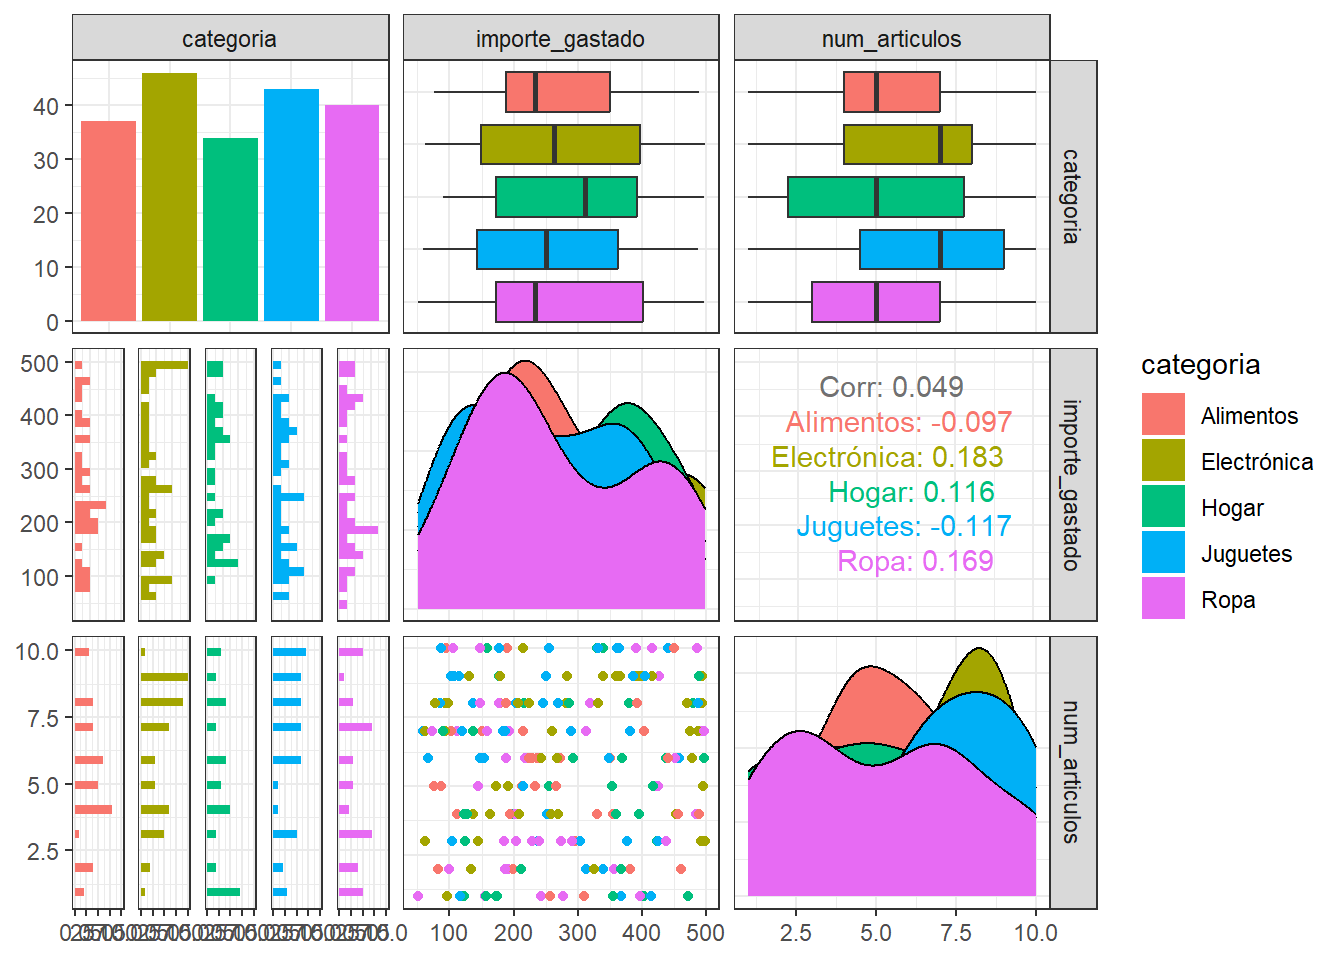 categoria
importe_gastado
num_articulos
40
30
20
10
0
categoria
500
400
300
200
100
Corr: 0.049
Alimentos: -0.097
Electrónica: 0.183
Hogar: 0.116
Juguetes: -0.117
Ropa: 0.169
importe_gastado
categoria
Alimentos
Electrónica
Hogar
Juguetes
Ropa
10.0
7.5
5.0
2.5
num_articulos
100 200 300 400 500
2.5 5.0 7.5 10.0